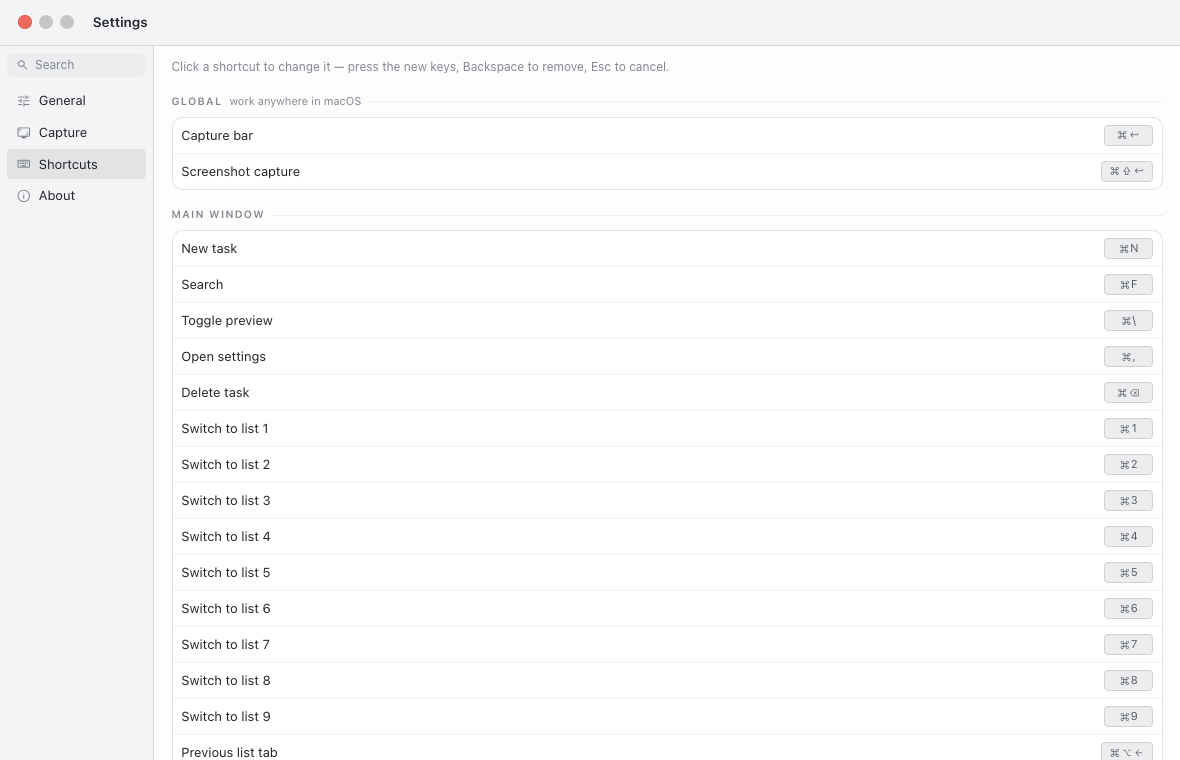 Settings
Search
General
Capture
Shortcuts
About
Click a shortcut to change it — press the new keys, Backspace to remove, Esc to cancel.
GLOBAL work anywhere in macOS
Capture bar ⌘↩
Screenshot capture ⌘⇧↩
MAIN WINDOW
New task ⌘N
Search ⌘F
Toggle preview ⌘\
Open settings ⌘,
Delete task ⌘⌫
Switch to list 1 ⌘1
Switch to list 2 ⌘2
Switch to list 3 ⌘3
Switch to list 4 ⌘4
Switch to list 5 ⌘5
Switch to list 6 ⌘6
Switch to list 7 ⌘7
Switch to list 8 ⌘8
Switch to list 9 ⌘9
Previous list tab ⌘⌥←